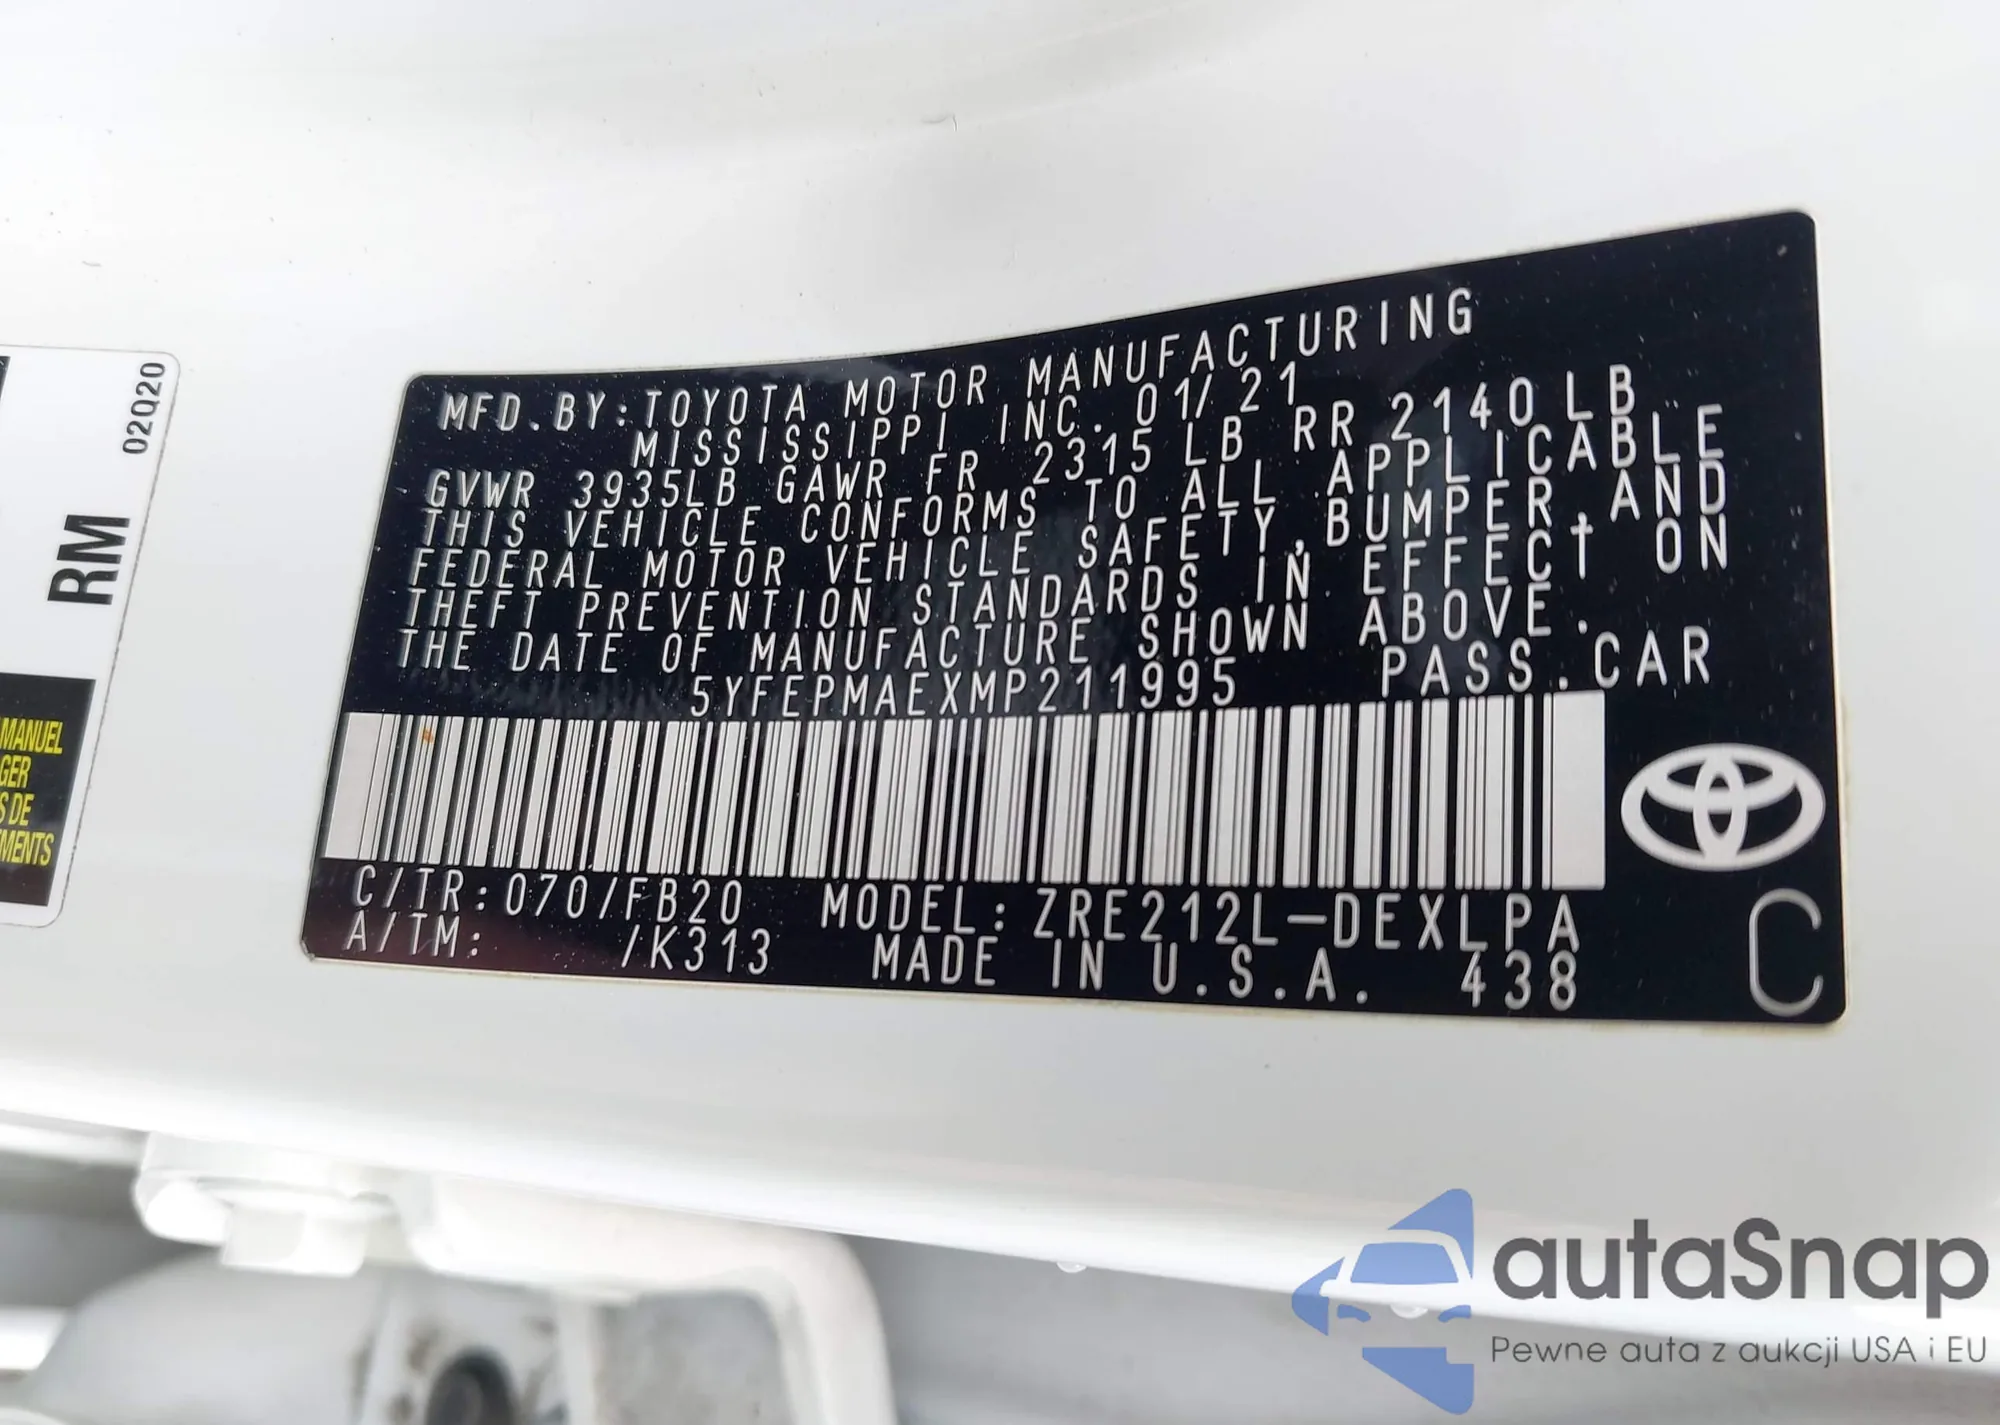 02Q20
RM
MANUEL
GER
S DE
MENTS
MFD.BY:TOYOTA MOTOR MANUFACTURING
MISSISSIPPI INC. 01/21
GVWR 3935LB GAWR FR 2315 LB RR 2140LB
THIS VEHICLE CONFORMS TO ALL APPLICABLE
FEDERAL MOTOR VEHICLE SAFETY,BUMPER,AND
THEFT PREVENTION STANDARDS IN EFFECT ON
THE DATE OF MANUFACTURE SHOWN ABOVE.
5YFEPMAEXMP211995 PASS.CAR
C/TR:070/FB20 MODEL:ZRE212L-DEXLPA
A/TM: /K313 MADE IN U.S.A. 438
C
autaSnap
Pewne auta z aukcji USA i EU